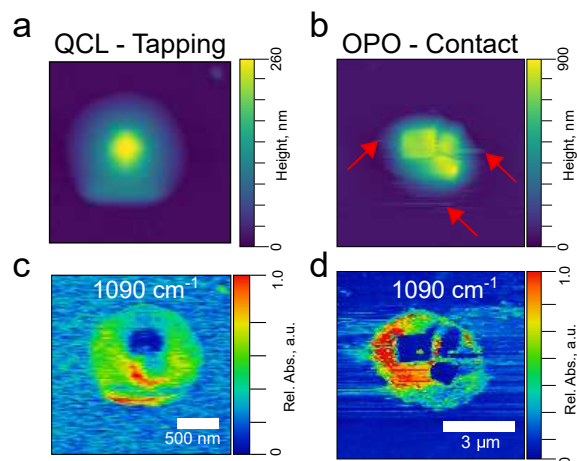 a
QCL - Tapping
260
Height, nm
0
b
OPO - Contact
900
Height, nm
0
c
1090 cm⁻¹
500 nm
1.0
Rel. Abs., a.u.
0
d
1090 cm⁻¹
3 µm
1.0
Rel. Abs., a.u.
0